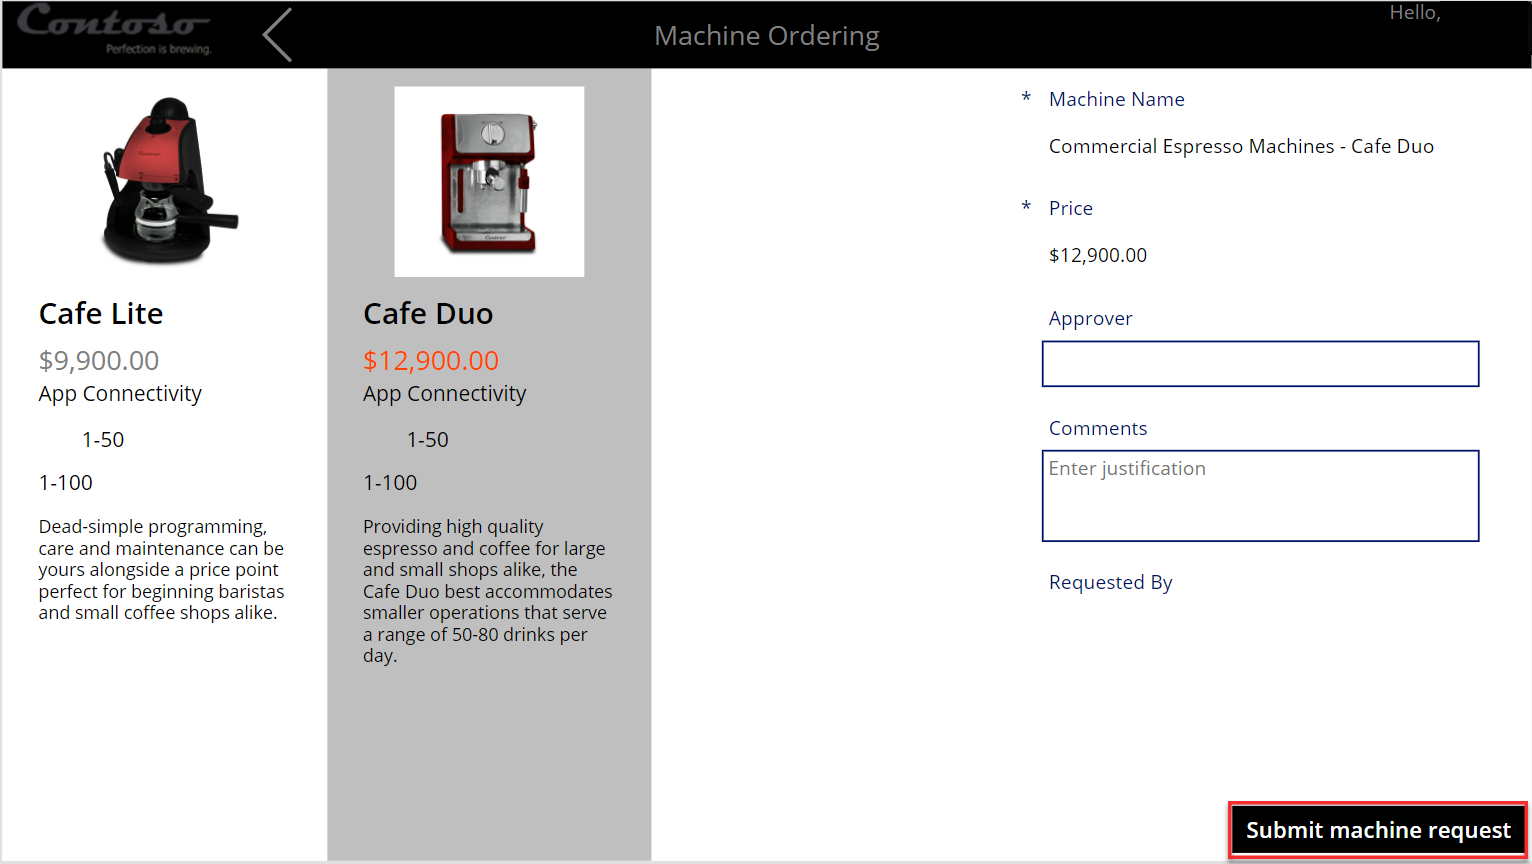 Contoso
Perfection is brewing.
Machine Ordering
Hello,
Cafe Lite
$9,900.00
App Connectivity
1-50
1-100
Dead-simple programming,
care and maintenance can be
yours alongside a price point
perfect for beginning baristas
and small coffee shops alike.
Contoso
Cafe Duo
$12,900.00
App Connectivity
1-50
1-100
Providing high quality
espresso and coffee for large
and small shops alike, the
Cafe Duo best accommodates
smaller operations that serve
a range of 50-80 drinks per
day.
* Machine Name
Commercial Espresso Machines - Cafe Duo
* Price
$12,900.00
Approver
Comments
Enter justification
Requested By
Submit machine request